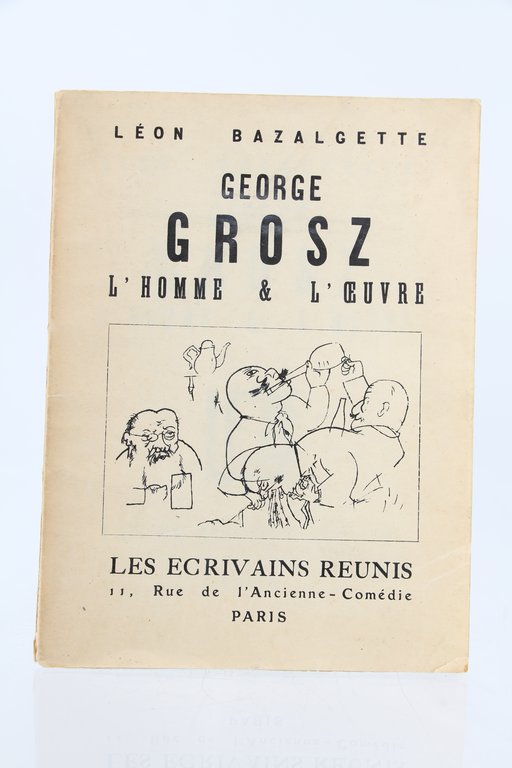 LÉON BAZALGETTE
GEORGE
GROSZ
L'HOMME & L'ŒUVRE
LES ECRIVAINS REUNIS
11, Rue de l'Ancienne-Comédie
PARIS